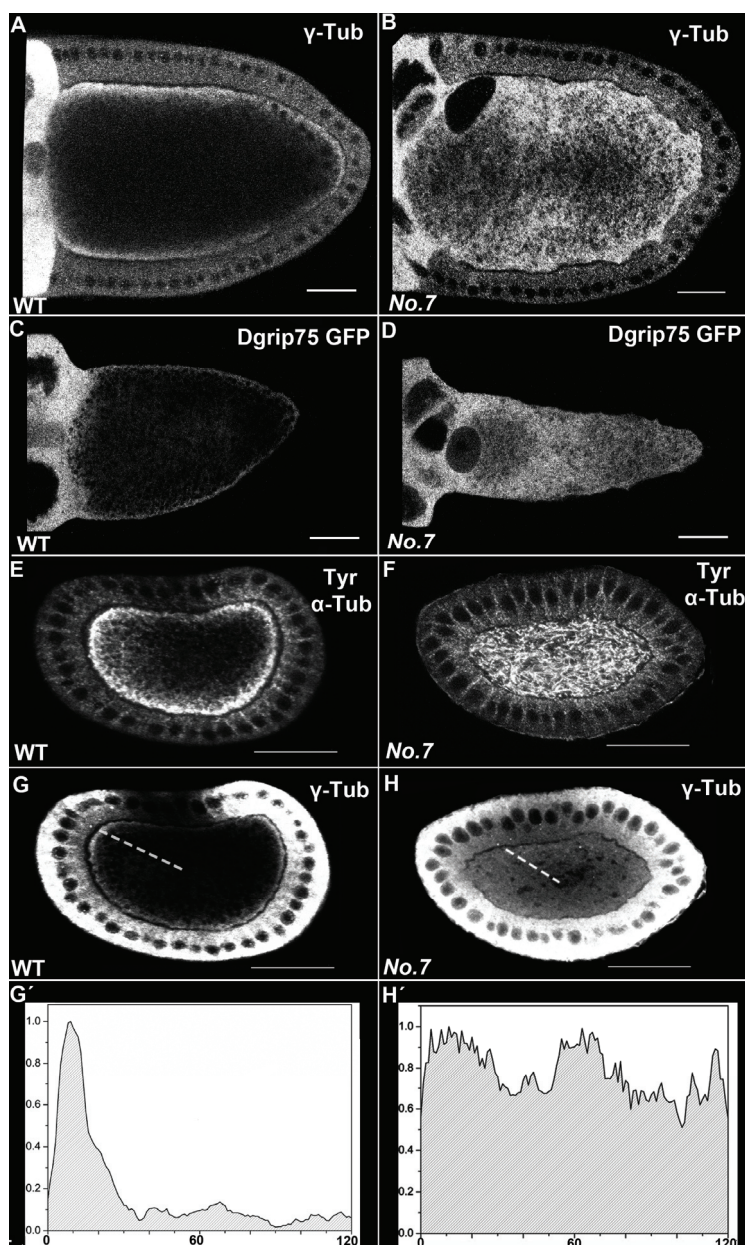 A
γ-Tub
WT
B
γ-Tub
No.7
C
Dgrip75 GFP
WT
D
Dgrip75 GFP
No.7
E
Tyr
α-Tub
WT
F
Tyr
α-Tub
No.7
G
γ-Tub
WT
H
γ-Tub
No.7
G´
1.0
0.8
0.6
0.4
0.2
0.0
0
60
120
H´
1.0
0.8
0.6
0.4
0.2
0.0
0
60
120